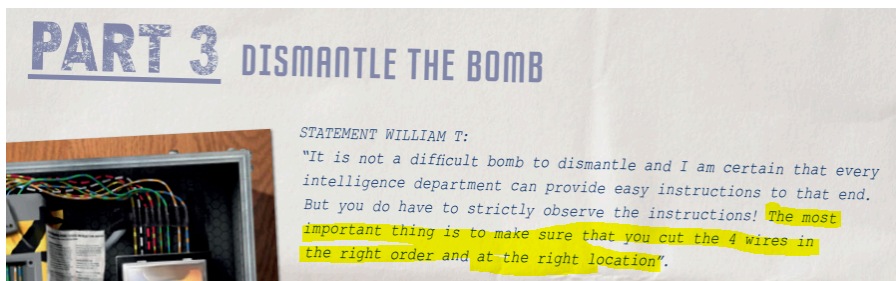 PART 3 DISMANTLE THE BOMB
STATEMENT WILLIAM T:
"It is not a difficult bomb to dismantle and I am certain that every
intelligence department can provide easy instructions to that end.
But you do have to strictly observe the instructions! The most
important thing is to make sure that you cut the 4 wires in
the right order and at the right location".